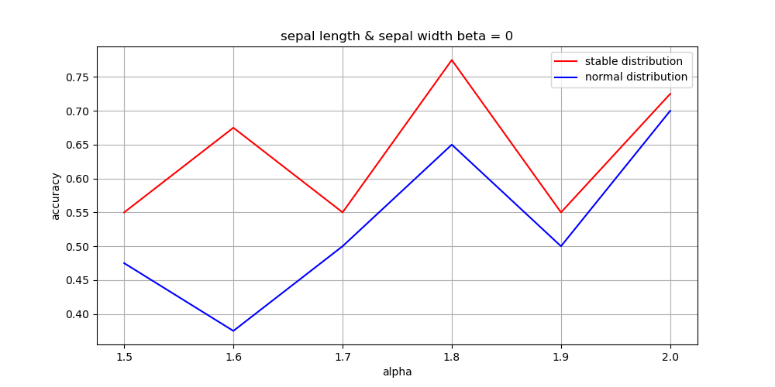 sepal length & sepal width beta = 0
stable distribution
normal distribution
accuracy
0.75
0.70
0.65
0.60
0.55
0.50
0.45
0.40
1.5 1.6 1.7 1.8 1.9 2.0
alpha